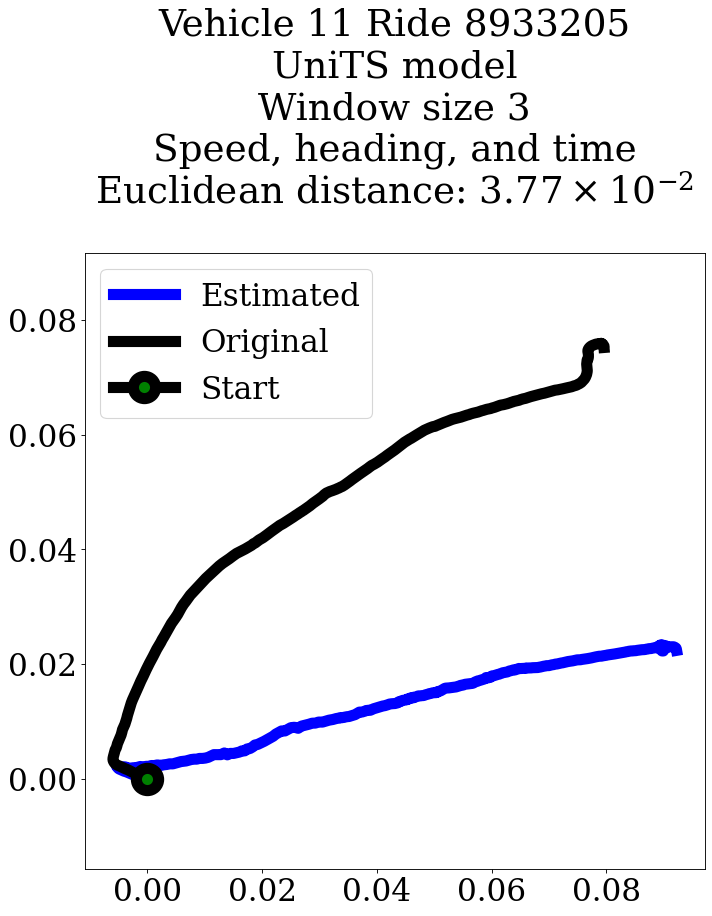 Vehicle 11 Ride 8933205
UniTS model
Window size 3
Speed, heading, and time
Euclidean distance: 3.77 × 10⁻²
Estimated
Original
Start
0.08
0.06
0.04
0.02
0.00
0.00 0.02 0.04 0.06 0.08